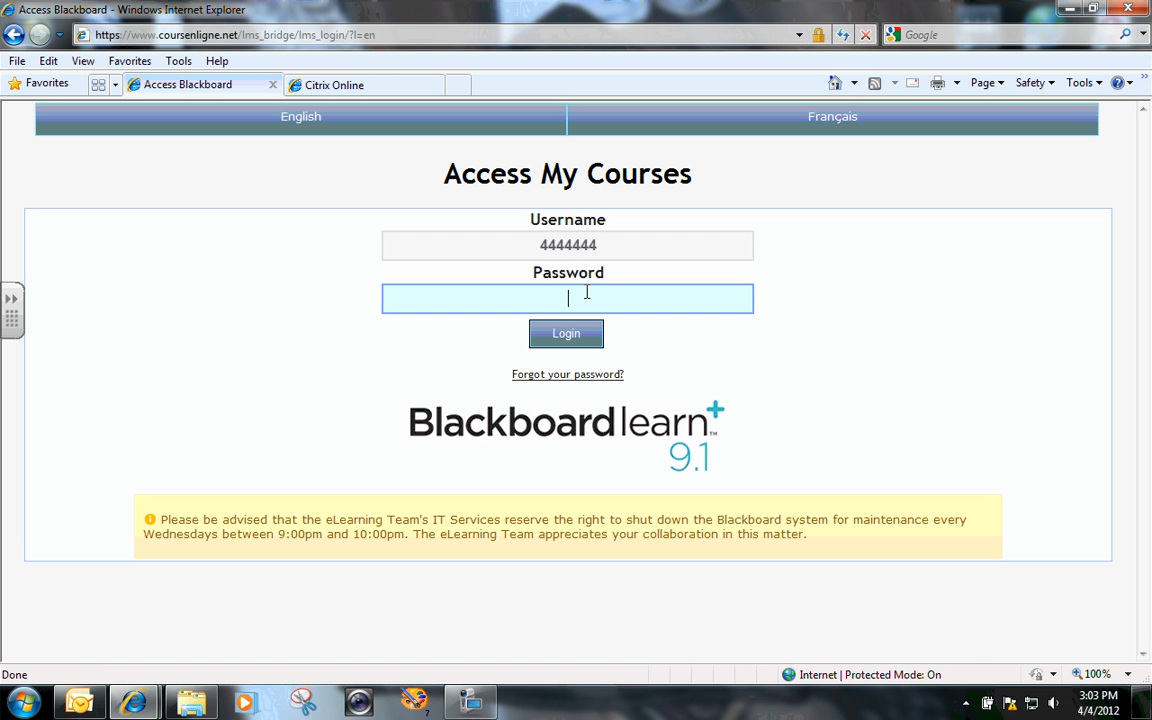 Access Blackboard - Windows Internet Explorer
https://www.coursenligne.net/lms_bridge/lms_login/?l=en
Google
File Edit View Favorites Tools Help
Favorites Access Blackboard Citrix Online Page Safety Tools
English Français
Access My Courses
Username
4444444
Password
Login
Forgot your password?
Blackboard learn+™
9.1
Please be advised that the eLearning Team's IT Services reserve the right to shut down the Blackboard system for maintenance every
Wednesdays between 9:00pm and 10:00pm. The eLearning Team appreciates your collaboration in this matter.
Done Internet | Protected Mode: On 100%
3:03 PM
4/4/2012